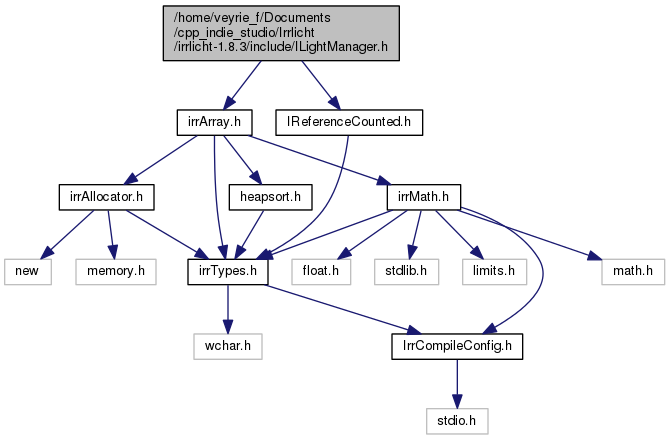 /home/veyrie_f/Documents
/cpp_indie_studio/Irrlicht
/irrlicht-1.8.3/include/ILightManager.h
irrArray.h
IReferenceCounted.h
irrAllocator.h
heapsort.h
irrMath.h
new
memory.h
irrTypes.h
float.h
stdlib.h
limits.h
math.h
wchar.h
IrrCompileConfig.h
stdio.h